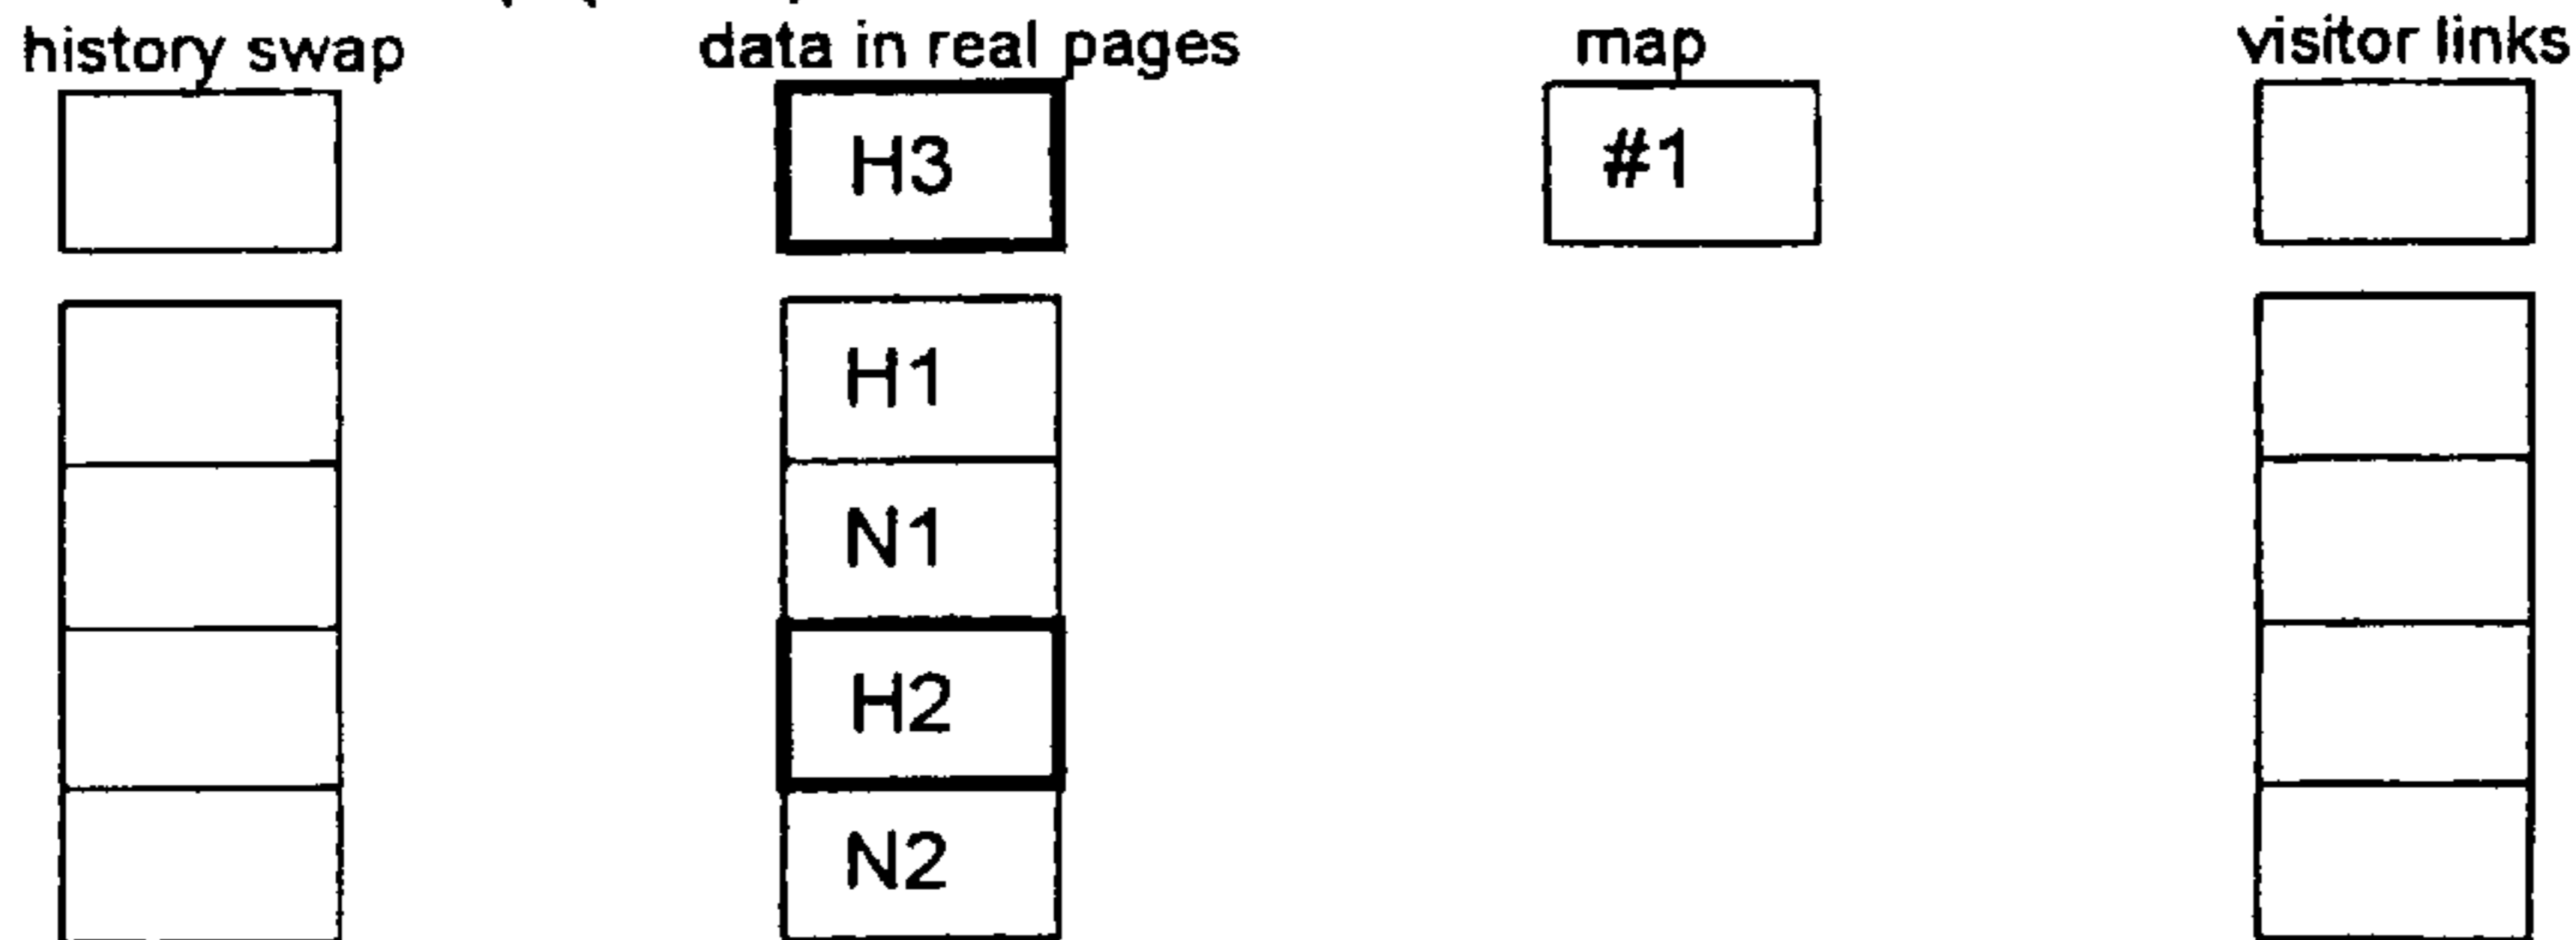 history swap data in real pages map visitor links
H3 #1
H1
N1
H2
N2